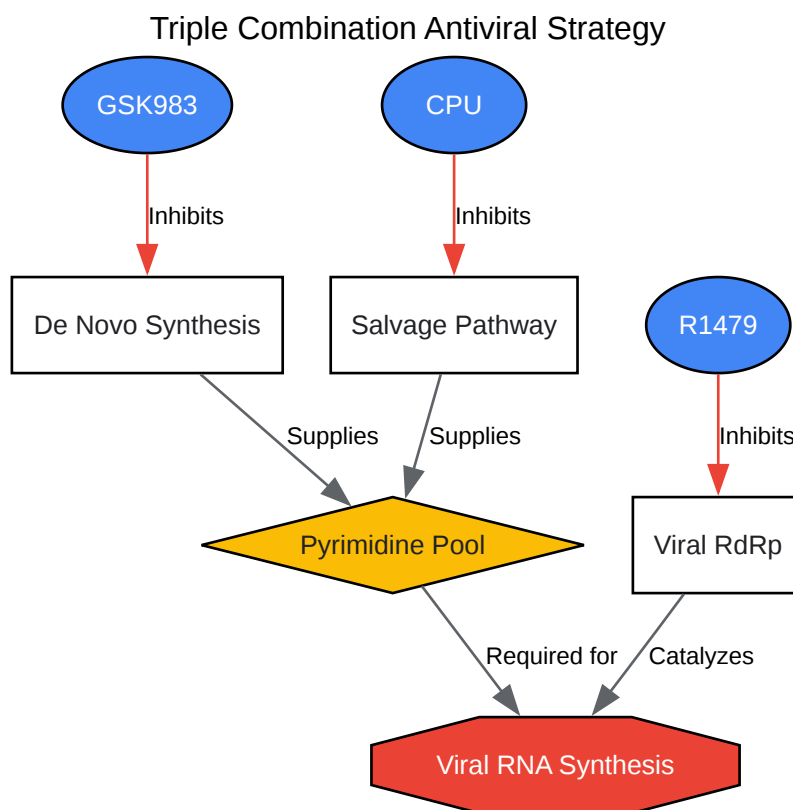 Triple Combination Antiviral Strategy
GSK983
CPU
Inhibits
Inhibits
De Novo Synthesis
Salvage Pathway
R1479
Supplies
Supplies
Inhibits
Pyrimidine Pool
Viral RdRp
Required for
Catalyzes
Viral RNA Synthesis